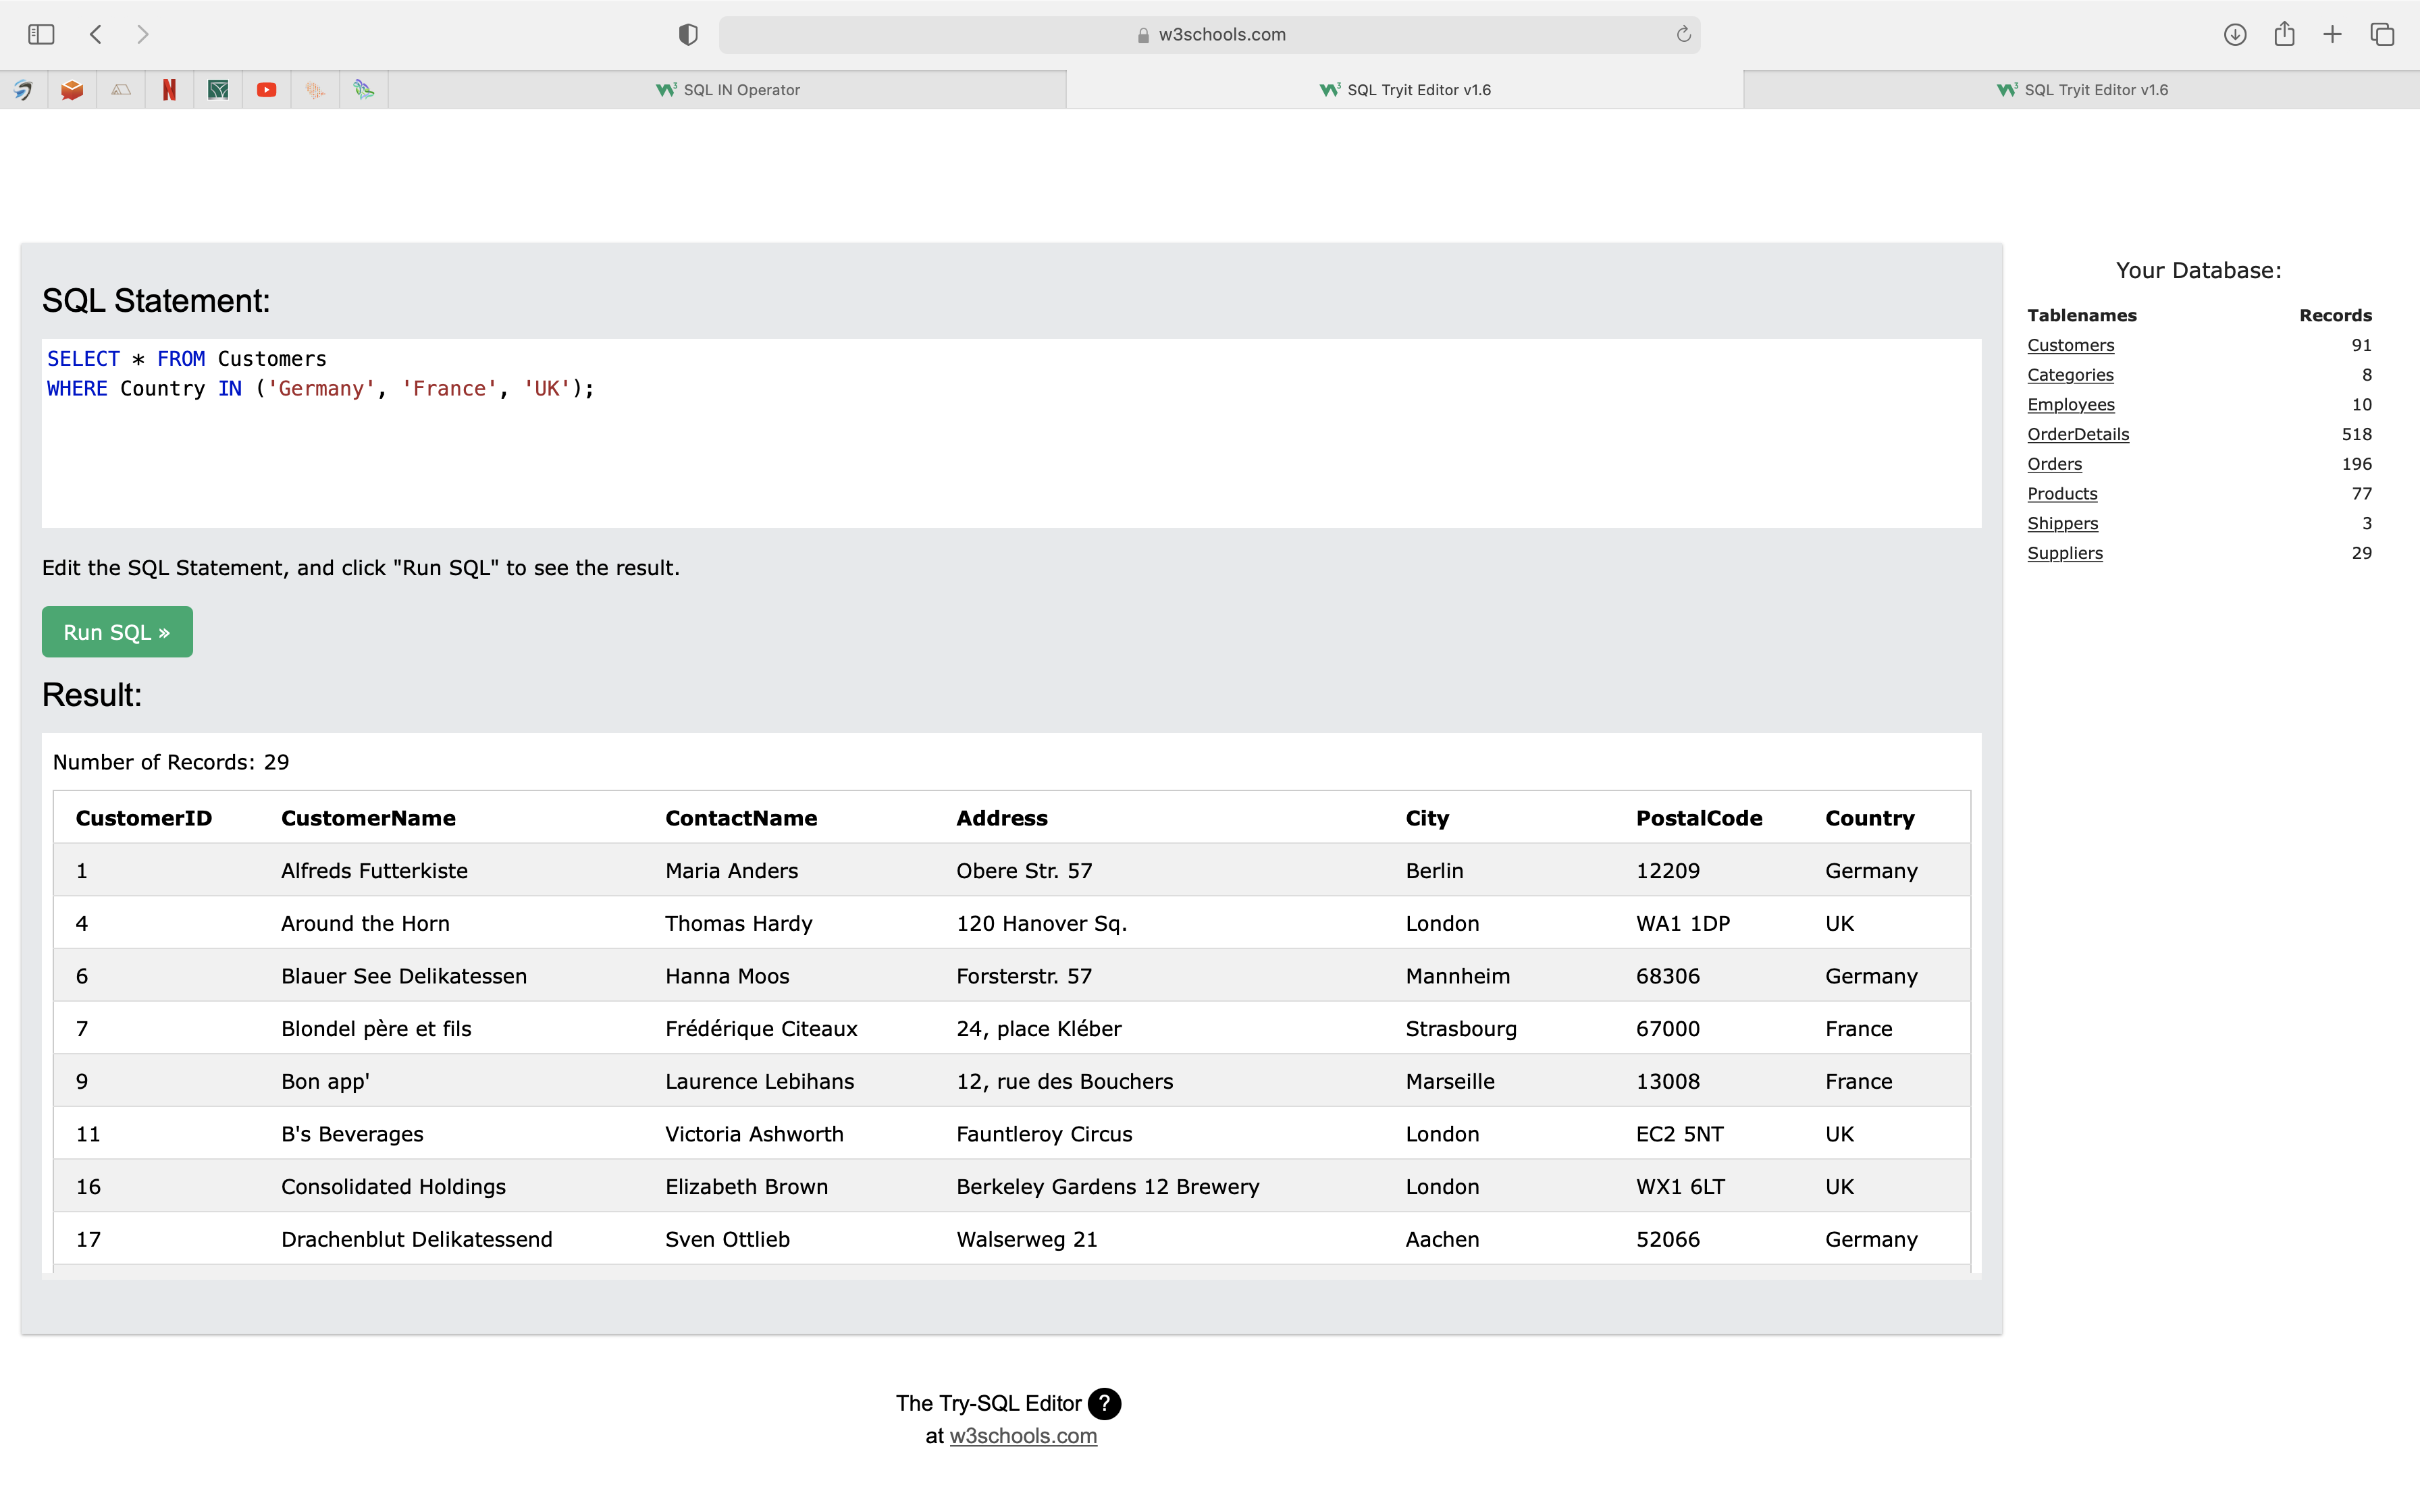 w3schools.com
SQL IN Operator
SQL Tryit Editor v1.6
SQL Tryit Editor v1.6
SQL Statement:
SELECT * FROM Customers
WHERE Country IN ('Germany', 'France', 'UK');
Edit the SQL Statement, and click "Run SQL" to see the result.
Run SQL »
Result:
Number of Records: 29
CustomerID CustomerName ContactName Address City PostalCode Country
1 Alfreds Futterkiste Maria Anders Obere Str. 57 Berlin 12209 Germany
4 Around the Horn Thomas Hardy 120 Hanover Sq. London WA1 1DP UK
6 Blauer See Delikatessen Hanna Moos Forsterstr. 57 Mannheim 68306 Germany
7 Blondel père et fils Frédérique Citeaux 24, place Kléber Strasbourg 67000 France
9 Bon app' Laurence Lebihans 12, rue des Bouchers Marseille 13008 France
11 B's Beverages Victoria Ashworth Fauntleroy Circus London EC2 5NT UK
16 Consolidated Holdings Elizabeth Brown Berkeley Gardens 12 Brewery London WX1 6LT UK
17 Drachenblut Delikatessend Sven Ottlieb Walserweg 21 Aachen 52066 Germany
Your Database:
Tablenames Records
Customers 91
Categories 8
Employees 10
OrderDetails 518
Orders 196
Products 77
Shippers 3
Suppliers 29
The Try-SQL Editor ?
at w3schools.com